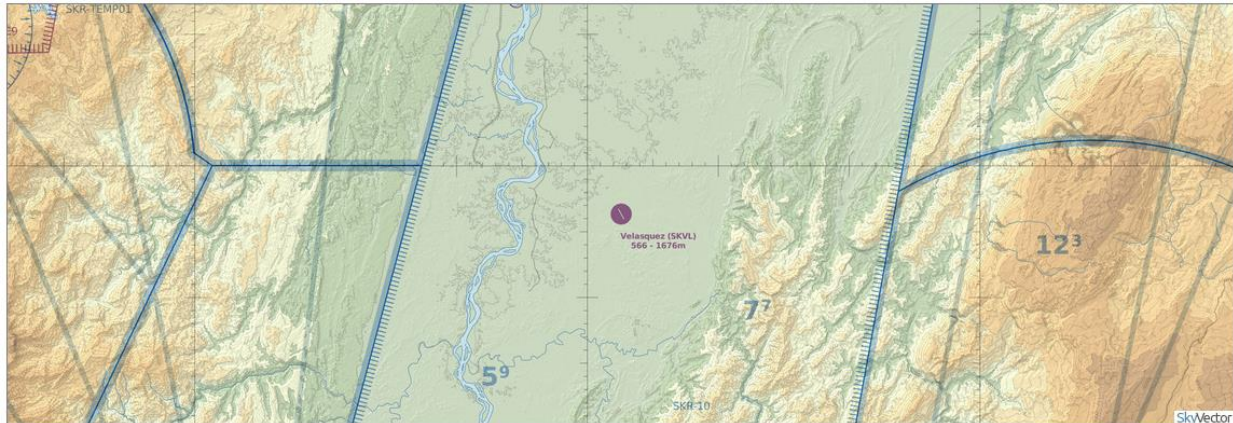 SKR-TEMP01
Velasquez (SKVL)
566 - 1676m
12³
7⁷
5⁹
SKR-10
SkyVector